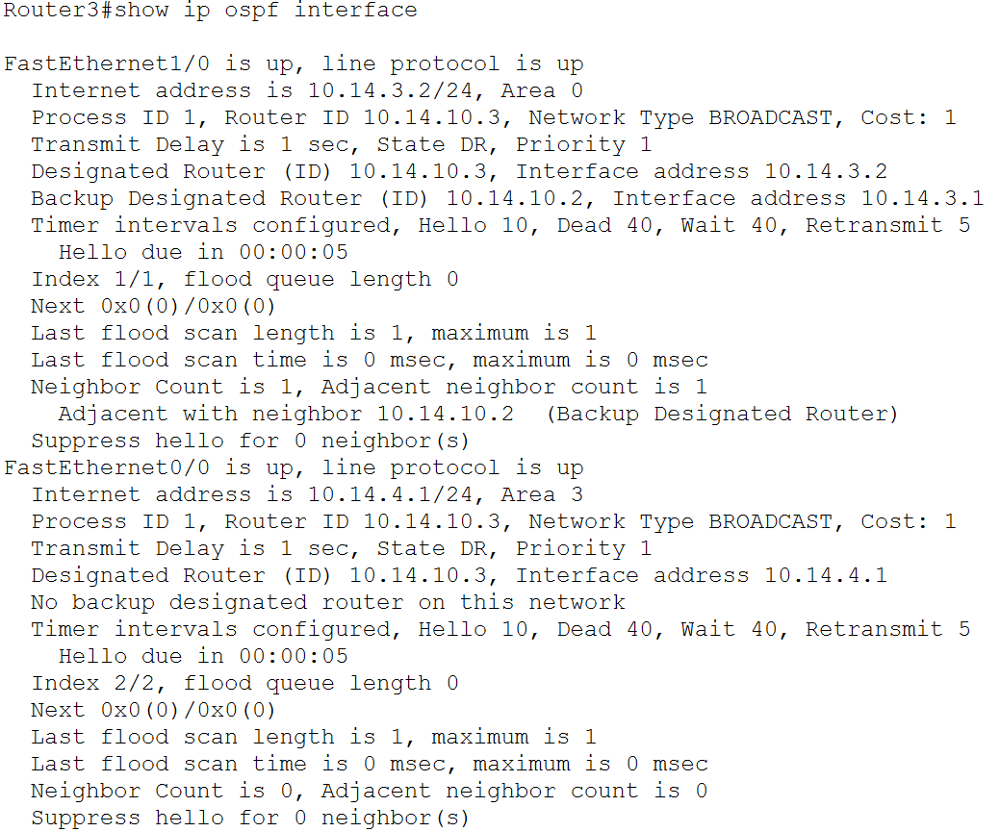 Router3#show ip ospf interface
FastEthernet1/0 is up, line protocol is up
Internet address is 10.14.3.2/24, Area 0
Process ID 1, Router ID 10.14.10.3, Network Type BROADCAST, Cost: 1
Transmit Delay is 1 sec, State DR, Priority 1
Designated Router (ID) 10.14.10.3, Interface address 10.14.3.2
Backup Designated Router (ID) 10.14.10.2, Interface address 10.14.3.1
Timer intervals configured, Hello 10, Dead 40, Wait 40, Retransmit 5
Hello due in 00:00:05
Index 1/1, flood queue length 0
Next 0x0(0)/0x0(0)
Last flood scan length is 1, maximum is 1
Last flood scan time is 0 msec, maximum is 0 msec
Neighbor Count is 1, Adjacent neighbor count is 1
Adjacent with neighbor 10.14.10.2  (Backup Designated Router)
Suppress hello for 0 neighbor(s)
FastEthernet0/0 is up, line protocol is up
Internet address is 10.14.4.1/24, Area 3
Process ID 1, Router ID 10.14.10.3, Network Type BROADCAST, Cost: 1
Transmit Delay is 1 sec, State DR, Priority 1
Designated Router (ID) 10.14.10.3, Interface address 10.14.4.1
No backup designated router on this network
Timer intervals configured, Hello 10, Dead 40, Wait 40, Retransmit 5
Hello due in 00:00:05
Index 2/2, flood queue length 0
Next 0x0(0)/0x0(0)
Last flood scan length is 1, maximum is 1
Last flood scan time is 0 msec, maximum is 0 msec
Neighbor Count is 0, Adjacent neighbor count is 0
Suppress hello for 0 neighbor(s)